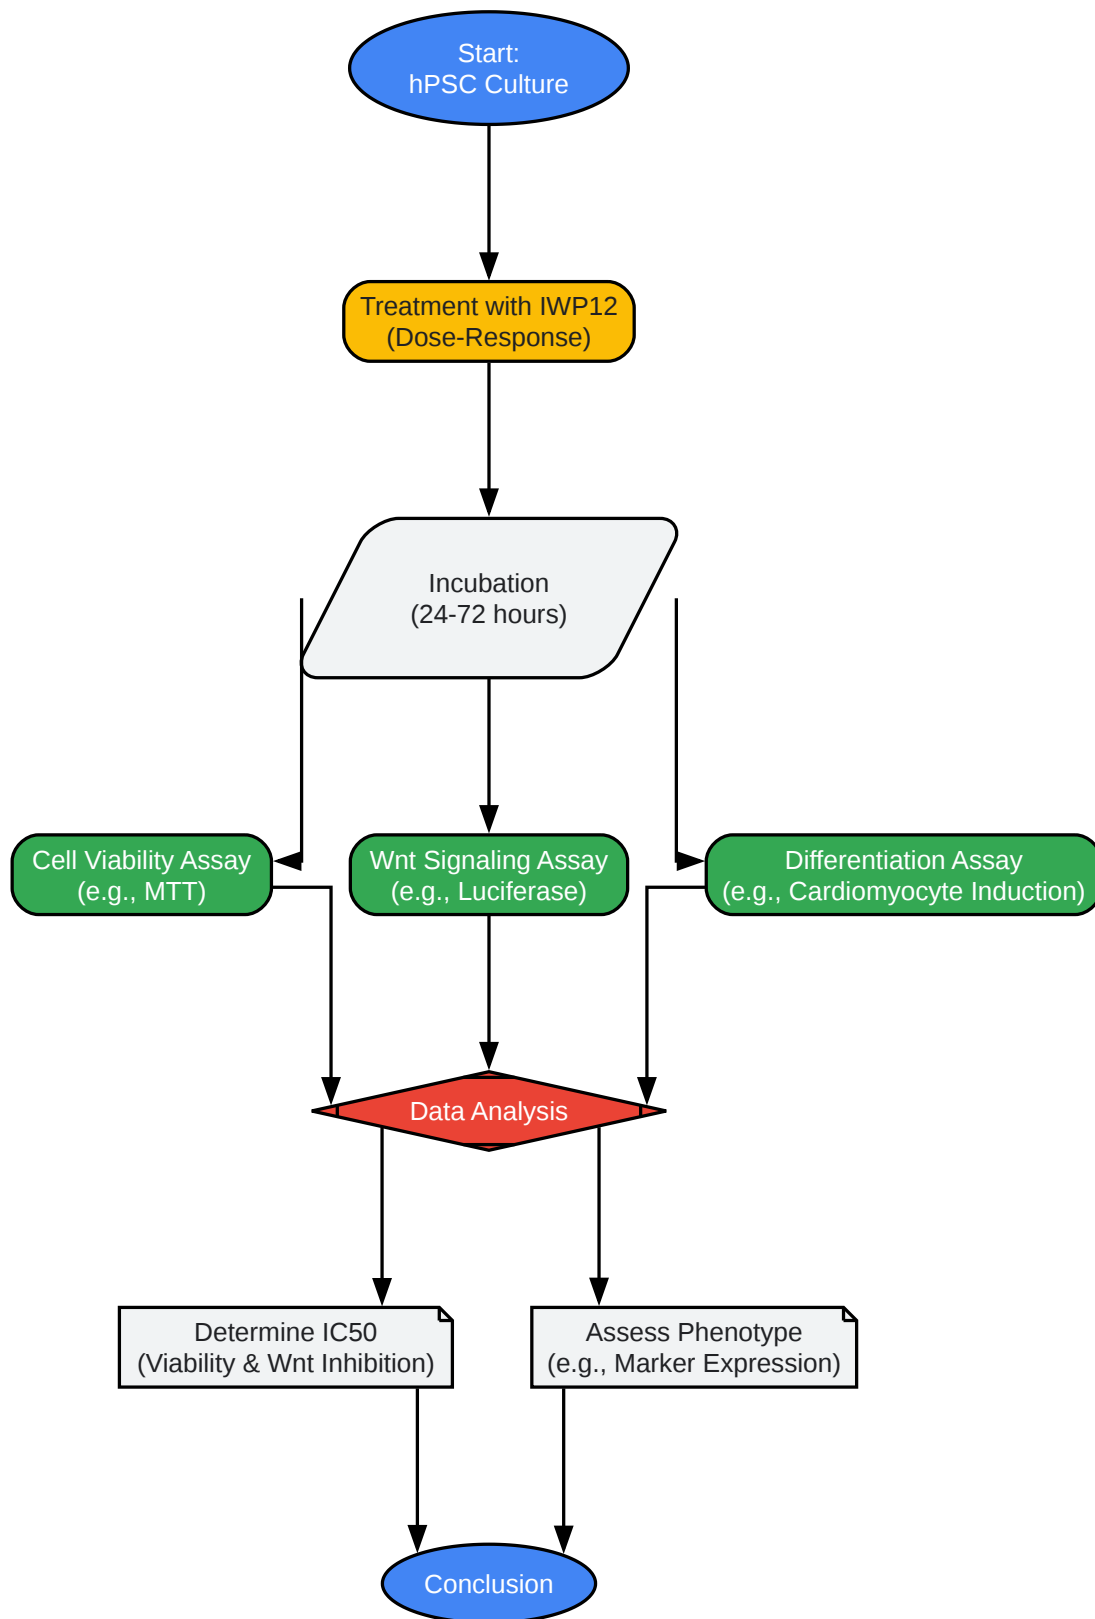 Start:
hPSC Culture
Treatment with IWP12
(Dose-Response)
Incubation
(24-72 hours)
Cell Viability Assay
(e.g., MTT)
Wnt Signaling Assay
(e.g., Luciferase)
Differentiation Assay
(e.g., Cardiomyocyte Induction)
Data Analysis
Determine IC50
(Viability & Wnt Inhibition)
Assess Phenotype
(e.g., Marker Expression)
Conclusion